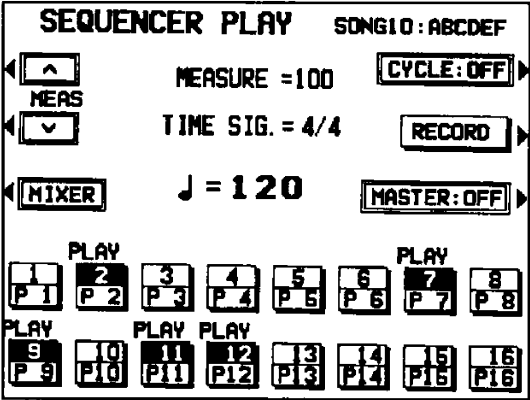 SEQUENCER PLAY SONG10:ABCDEF
^ MEASURE =100 CYCLE:OFF
MEAS
TIME SIG. = 4/4 RECORD
MIXER ♩ = 120 MASTER:OFF
PLAY PLAY
1 2 3 4 5 6 7 8
P 1 P 2 P 3 P 4 P 5 P 6 P 7 P 8
PLAY PLAY PLAY
9 10 11 12 13 14 15 16
P 9 P10 P11 P12 P13 P14 P15 P16